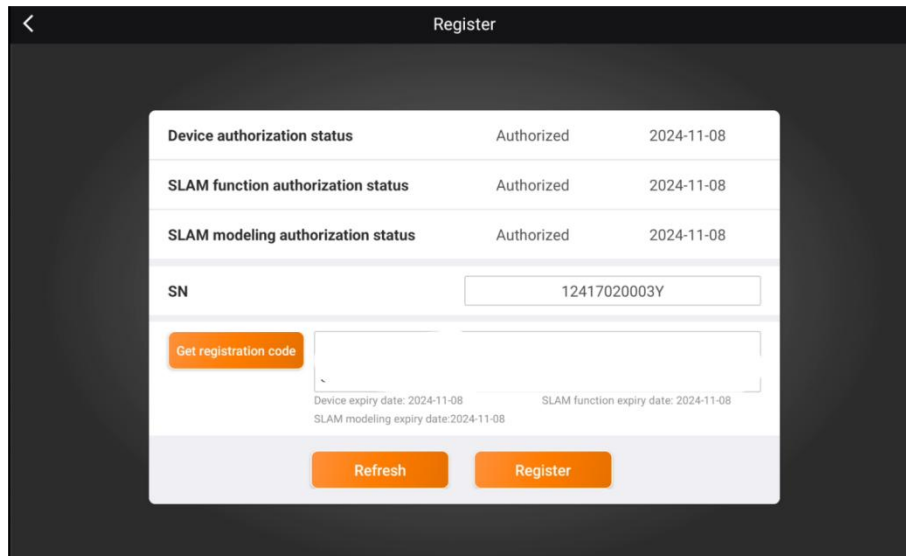 Register
Device authorization status Authorized 2024-11-08
SLAM function authorization status Authorized 2024-11-08
SLAM modeling authorization status Authorized 2024-11-08
SN 12417020003Y
Get registration code
Device expiry date: 2024-11-08 SLAM function expiry date: 2024-11-08
SLAM modeling expiry date:2024-11-08
Refresh Register